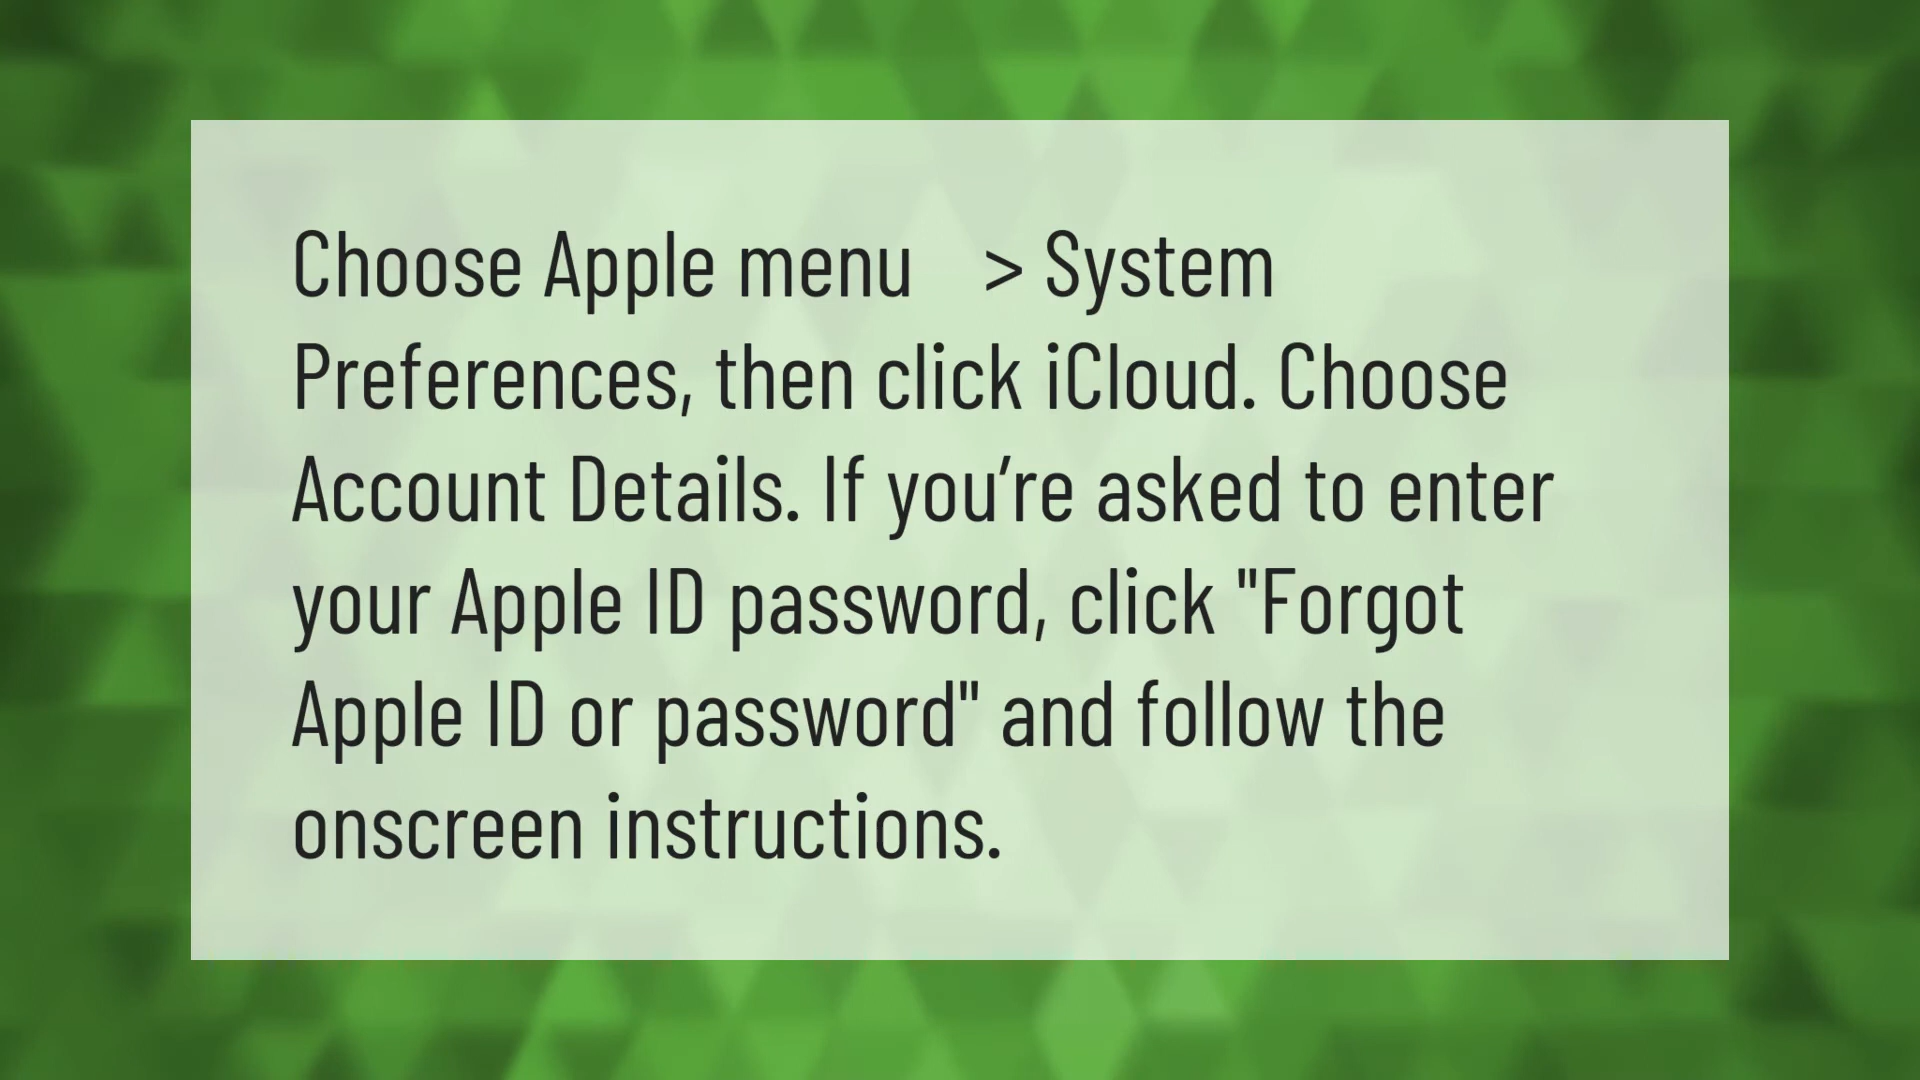 Choose Apple menu > System
Preferences, then click iCloud. Choose
Account Details. If you’re asked to enter
your Apple ID password, click "Forgot
Apple ID or password" and follow the
onscreen instructions.